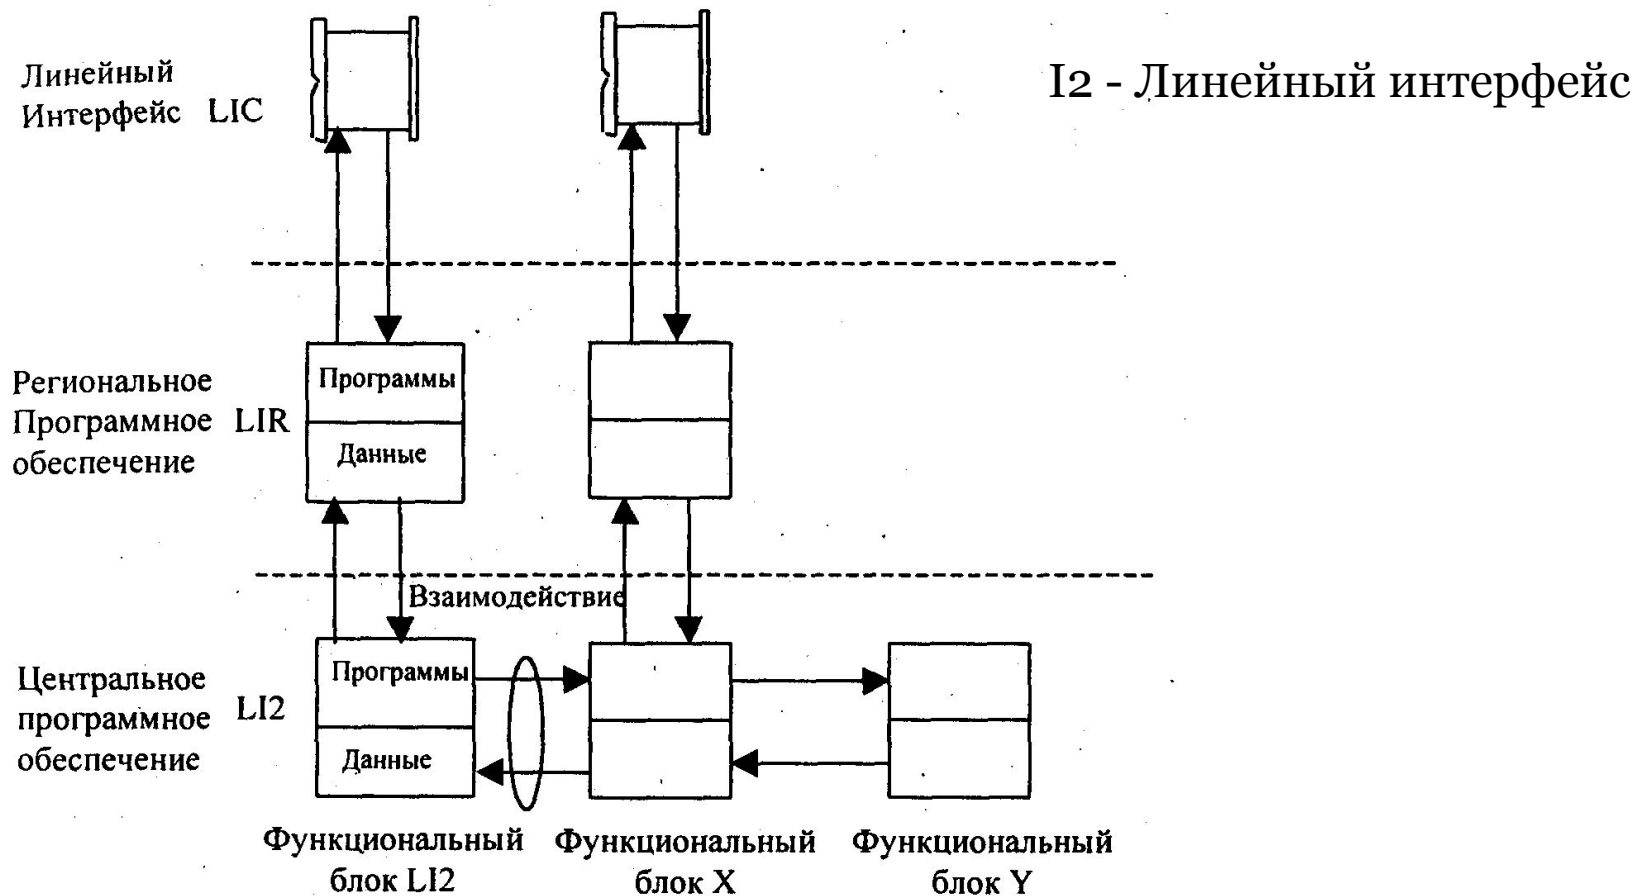 Линейный
Интерфейс LIC
I2 - Линейный интерфейс
Региональное
Программное LIR
обеспечение
Программы
Данные
Взаимодействие
Центральное
программное LI2
обеспечение
Программы
Данные
Функциональный
блок LI2
Функциональный
блок X
Функциональный
блок Y